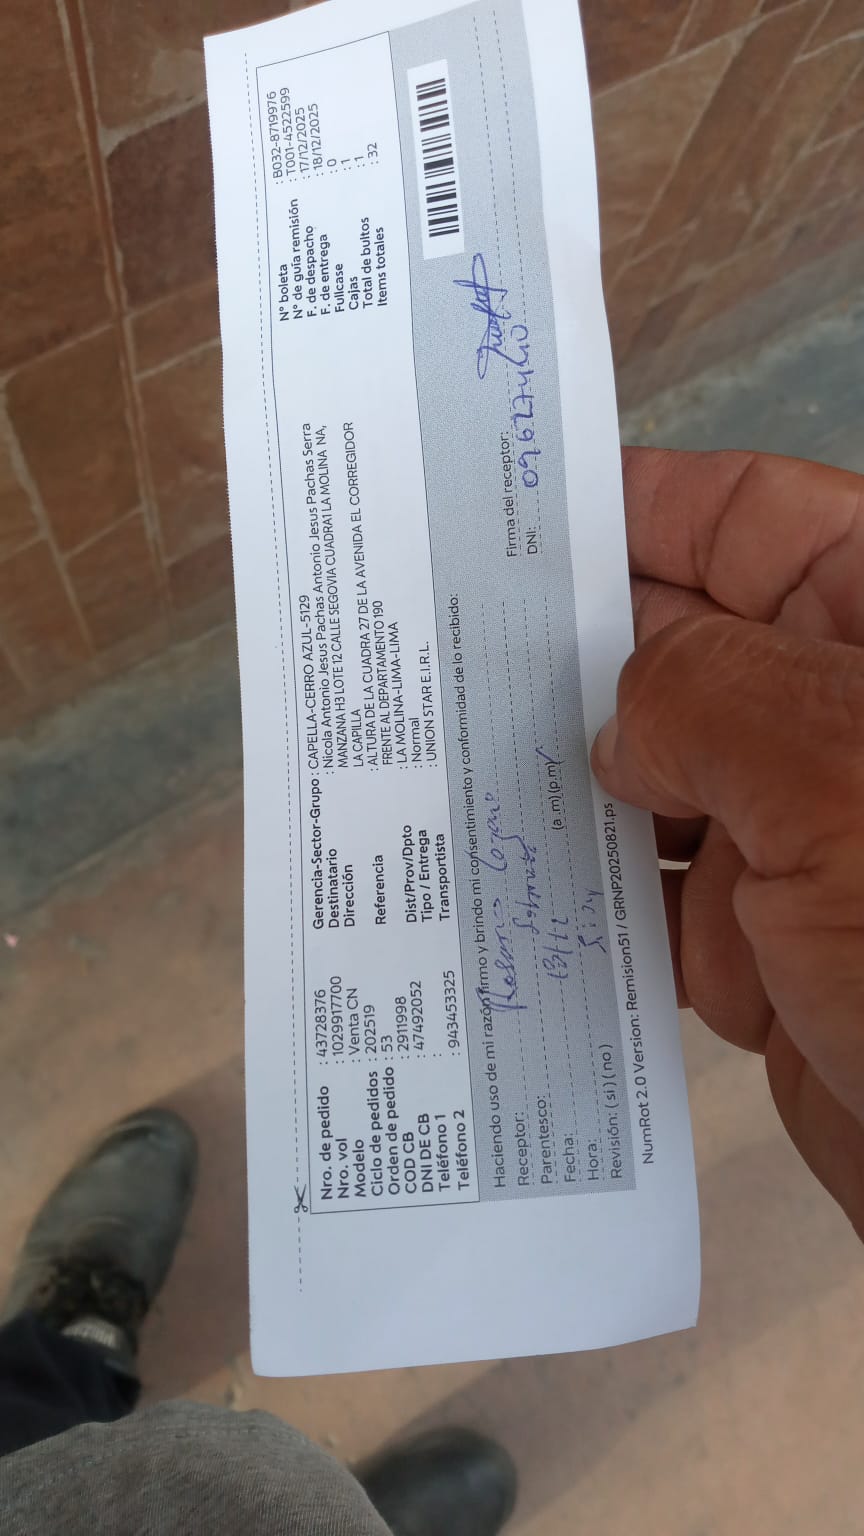 Nro. de pedido : 43728376
Nro. vol : 1029917700
Modelo : Venta CN
Ciclo de pedidos : 202519
Orden de pedido : 53
COD CB : 2911998
DNI DE CB : 47492052
Teléfono 1 :
Teléfono 2 : 943453325
Gerencia-Sector-Grupo : CAPELLA-CERRO AZUL-5129
Destinatario : Nicola Antonio Jesus Pachas Antonio Jesus Pachas Serra
Dirección MANZANA H3 LOTE 12 CALLE SEGOVIA CUADRA1 LA MOLINA NA,
LA CAPILLA
Referencia : ALTURA DE LA CUADRA 27 DE LA AVENIDA EL CORREGIDOR
FRENTE AL DEPARTAMENTO 190
Dist/Prov/Dpto : LA MOLINA-LIMA-LIMA
Tipo / Entrega : Normal
Transportista : UNION STAR E.I.R.L.
N° boleta : B032-8719976
N° de guía remisión : T001-4522599
F. de despacho : 17/12/2025
F. de entrega : 18/12/2025
Fullcase : 0
Cajas : 1
Total de bultos : 1
Items totales : 32
Haciendo uso de mi razón firmo y brindo mi consentimiento y conformidad de lo recibido:
Receptor: Rosario
Parentesco:
Fecha:
Hora: (a.m) (p.m)
Revisión: ( si ) ( no )
Firma del receptor:
DNI:
NumRot 2.0 Version: Remision51 / GRNP20250821.ps